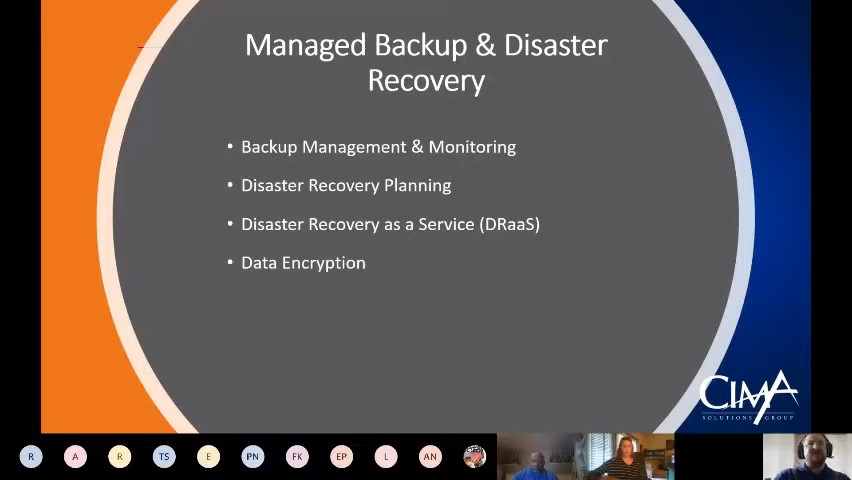 Managed Backup & Disaster
Recovery
• Backup Management & Monitoring
• Disaster Recovery Planning
• Disaster Recovery as a Service (DRaaS)
• Data Encryption
CIMA
SOLUTIONS GROUP
R A R TS E PN FK EP L AN